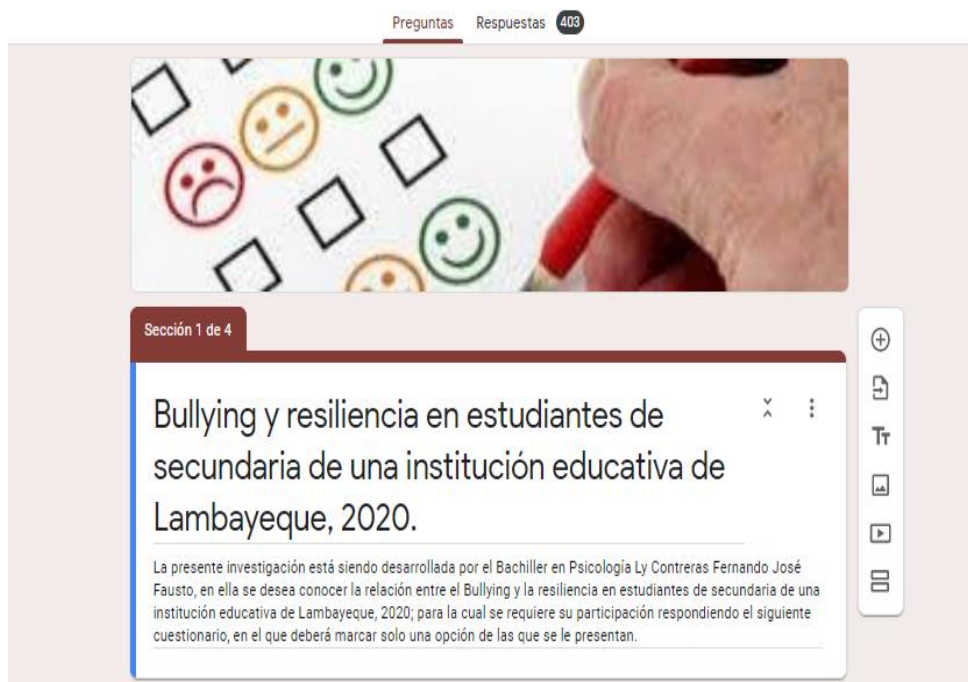 Preguntas Respuestas 403
Sección 1 de 4
Bullying y resiliencia en estudiantes de
secundaria de una institución educativa de
Lambayeque, 2020.
La presente investigación está siendo desarrollada por el Bachiller en Psicología Ly Contreras Fernando José
Fausto, en ella se desea conocer la relación entre el Bullying y la resiliencia en estudiantes de secundaria de una
institución educativa de Lambayeque, 2020; para la cual se requiere su participación respondiendo el siguiente
cuestionario, en el que deberá marcar solo una opción de las que se le presentan.